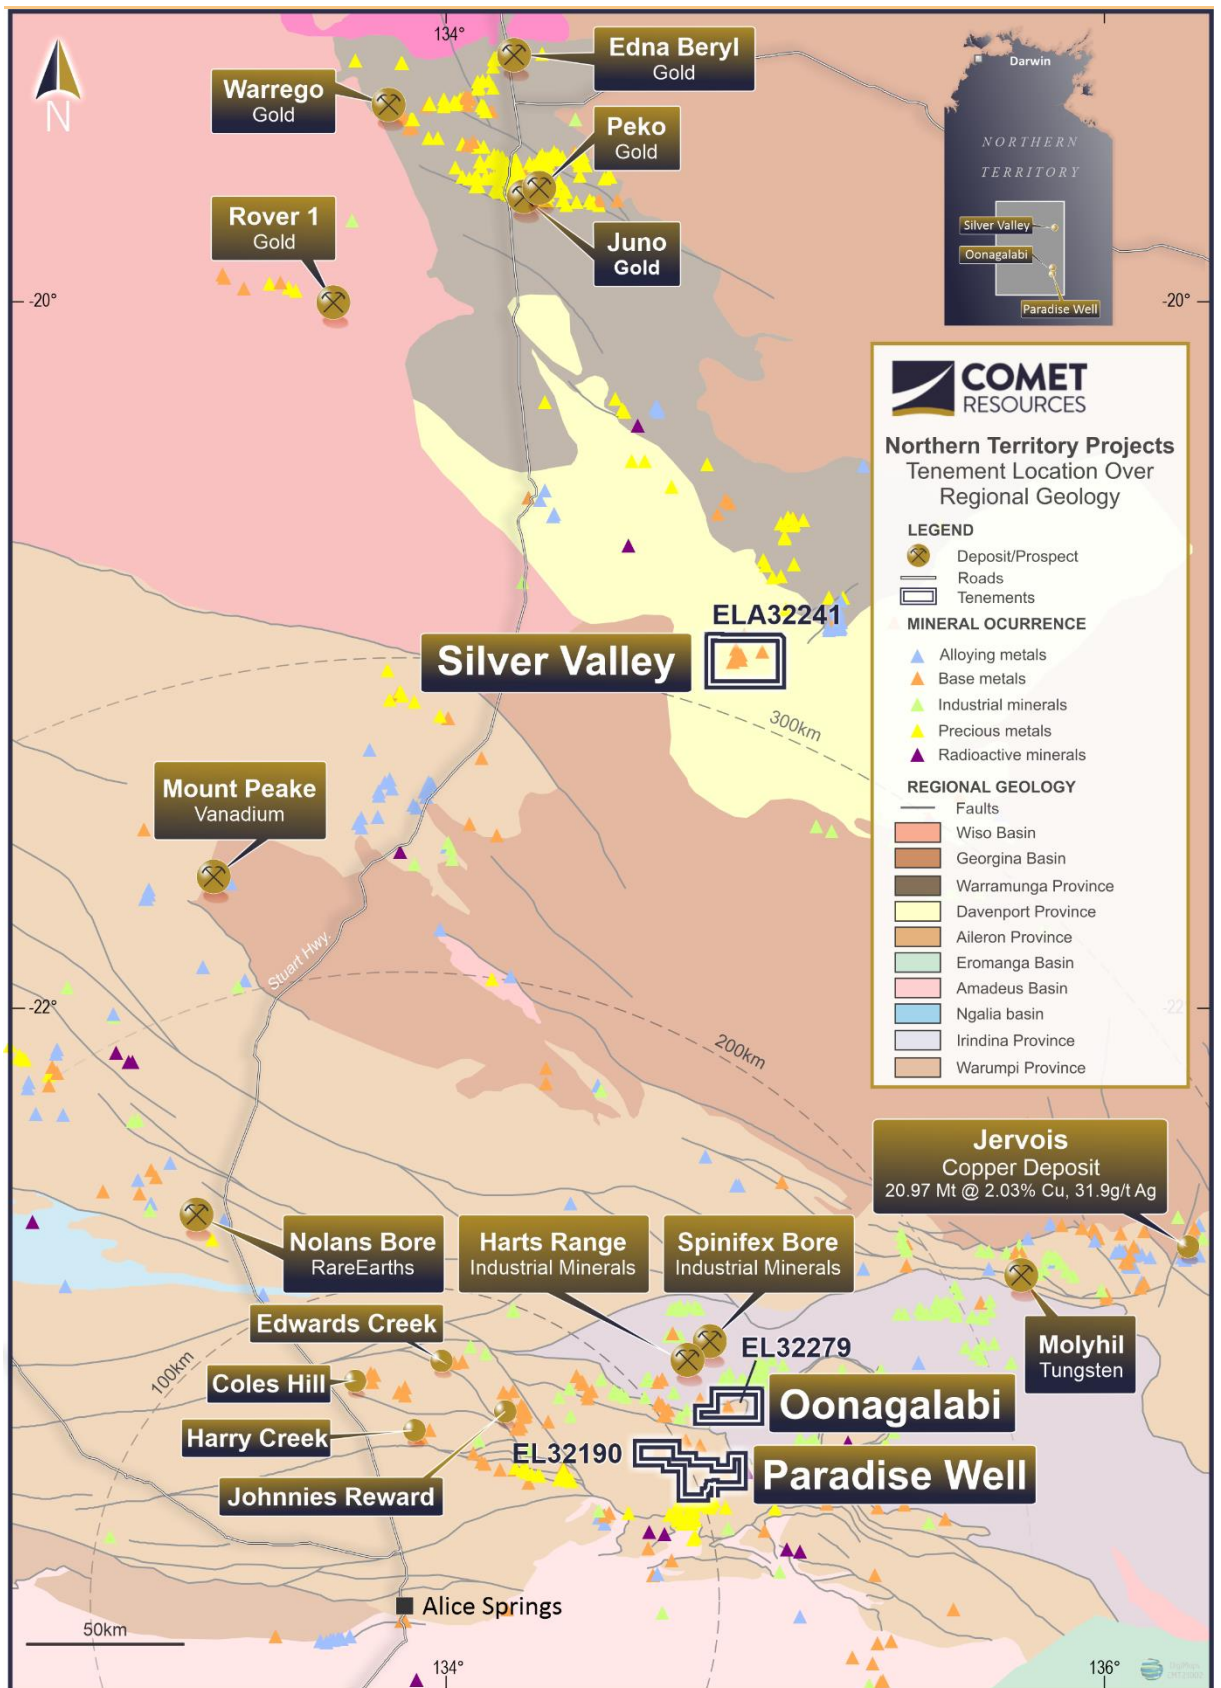 134°
N
Edna Beryl
Gold
Warrego
Gold
Peko
Gold
Rover 1
Gold
Juno
Gold
-20°
-20°
Darwin
NORTHERN
TERRITORY
Silver Valley
Oonagalabi
Paradise Well
COMET
RESOURCES
Northern Territory Projects
Tenement Location Over
Regional Geology
LEGEND
Deposit/Prospect
Roads
Tenements
MINERAL OCURRENCE
Alloying metals
Base metals
Industrial minerals
Precious metals
Radioactive minerals
REGIONAL GEOLOGY
Faults
Wiso Basin
Georgina Basin
Warramunga Province
Davenport Province
Aileron Province
Eromanga Basin
Amadeus Basin
Ngalia basin
Irindina Province
Warumpi Province
ELA32241
Silver Valley
300km
Mount Peake
Vanadium
Stuart Hwy.
-22°
-22°
200km
Jervois
Copper Deposit
20.97 Mt @ 2.03% Cu, 31.9g/t Ag
Nolans Bore
RareEarths
Harts Range
Industrial Minerals
Spinifex Bore
Industrial Minerals
Edwards Creek
EL32279
Molyhil
Tungsten
100km
Coles Hill
Oonagalabi
Harry Creek
EL32190
Paradise Well
Johnnies Reward
Alice Springs
50km
134°
136°